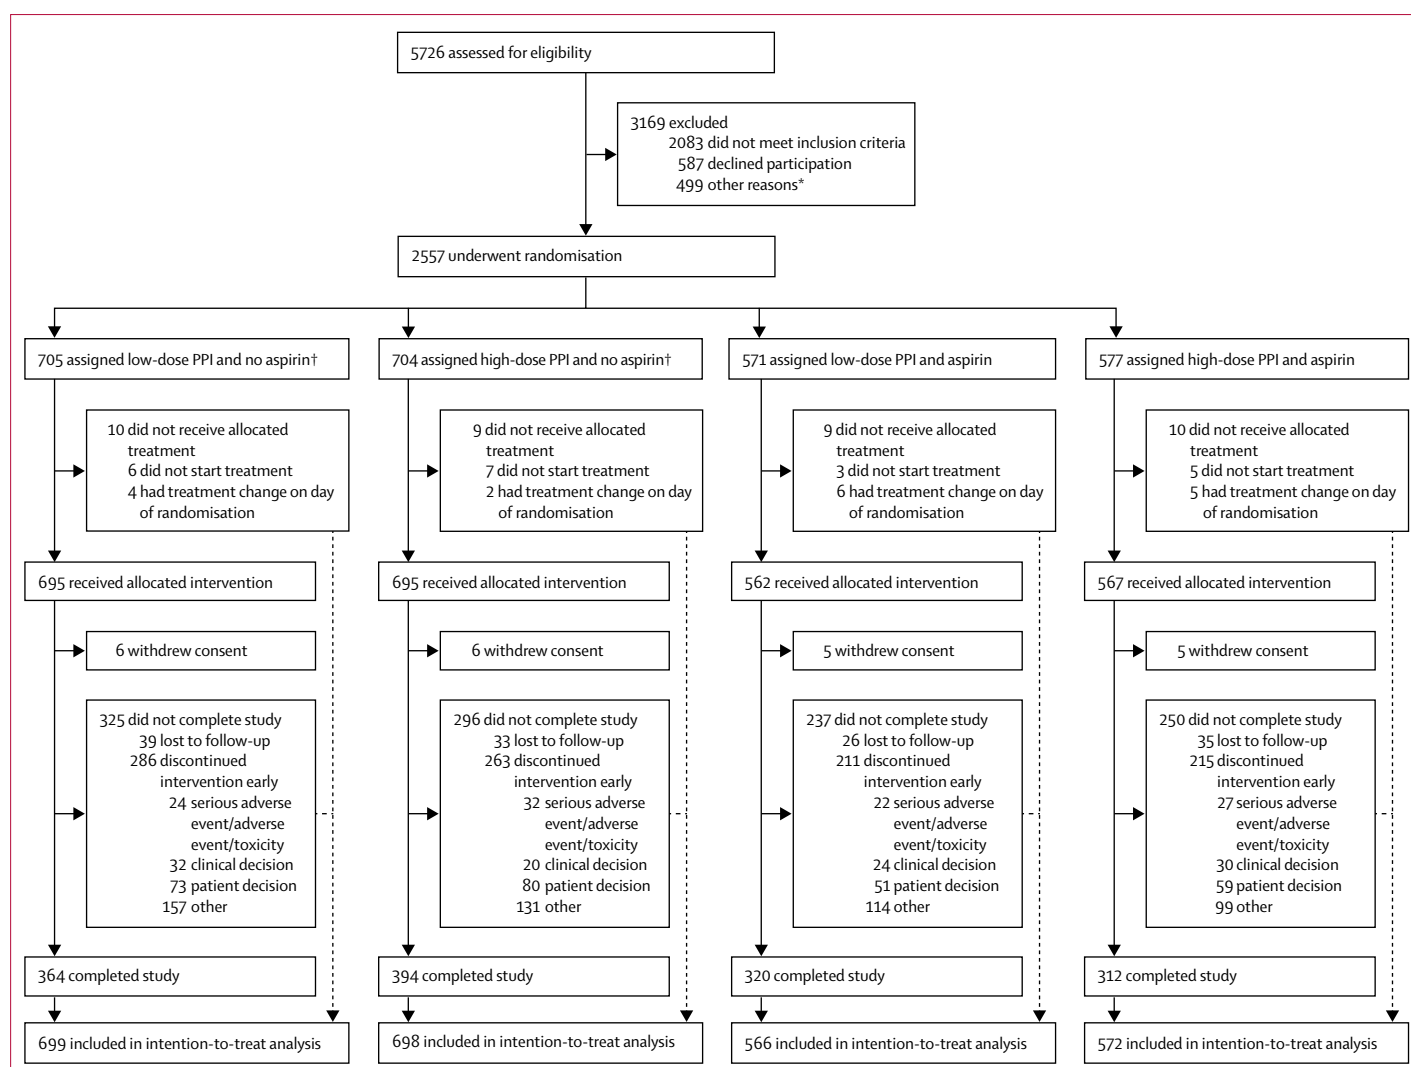 5726 assessed for eligibility
3169 excluded
2083 did not meet inclusion criteria
587 declined participation
499 other reasons*
2557 underwent randomisation
705 assigned low-dose PPI and no aspirin†
10 did not receive allocated
treatment
6 did not start treatment
4 had treatment change on day
of randomisation
695 received allocated intervention
6 withdrew consent
325 did not complete study
39 lost to follow-up
286 discontinued
intervention early
24 serious adverse
event/adverse
event/toxicity
32 clinical decision
73 patient decision
157 other
364 completed study
699 included in intention-to-treat analysis
704 assigned high-dose PPI and no aspirin†
9 did not receive allocated
treatment
7 did not start treatment
2 had treatment change on day
of randomisation
695 received allocated intervention
6 withdrew consent
296 did not complete study
33 lost to follow-up
263 discontinued
intervention early
32 serious adverse
event/adverse
event/toxicity
20 clinical decision
80 patient decision
131 other
394 completed study
698 included in intention-to-treat analysis
571 assigned low-dose PPI and aspirin
9 did not receive allocated
treatment
3 did not start treatment
6 had treatment change on day
of randomisation
562 received allocated intervention
5 withdrew consent
237 did not complete study
26 lost to follow-up
211 discontinued
intervention early
22 serious adverse
event/adverse
event/toxicity
24 clinical decision
51 patient decision
114 other
320 completed study
566 included in intention-to-treat analysis
577 assigned high-dose PPI and aspirin
10 did not receive allocated
treatment
5 did not start treatment
5 had treatment change on day
of randomisation
567 received allocated intervention
5 withdrew consent
250 did not complete study
35 lost to follow-up
215 discontinued
intervention early
27 serious adverse
event/adverse
event/toxicity
30 clinical decision
59 patient decision
99 other
312 completed study
572 included in intention-to-treat analysis